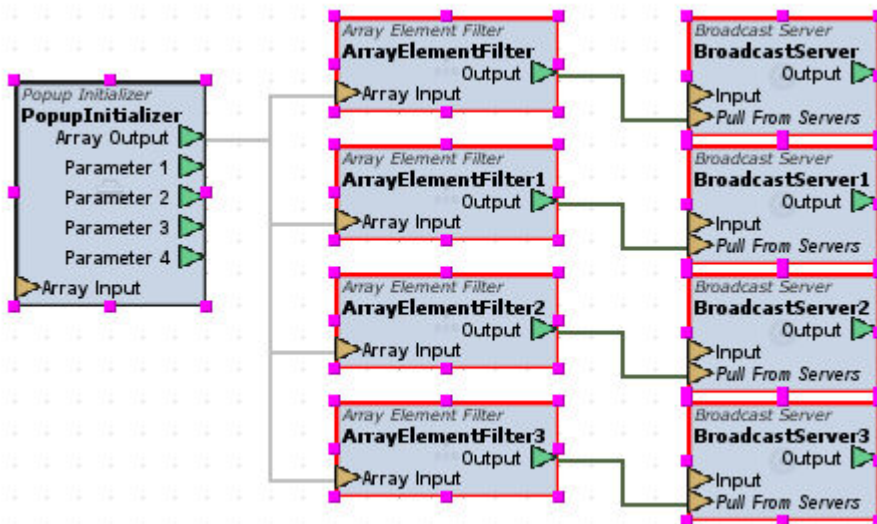 Popup Initializer
PopupInitializer
Array Output
Parameter 1
Parameter 2
Parameter 3
Parameter 4
Array Input
Array Element Filter
ArrayElementFilter
Output
Array Input
Broadcast Server
BroadcastServer
Output
Input
Pull From Servers
Array Element Filter
ArrayElementFilter1
Output
Array Input
Broadcast Server
BroadcastServer1
Output
Input
Pull From Servers
Array Element Filter
ArrayElementFilter2
Output
Array Input
Broadcast Server
BroadcastServer2
Output
Input
Pull From Servers
Array Element Filter
ArrayElementFilter3
Output
Array Input
Broadcast Server
BroadcastServer3
Output
Input
Pull From Servers